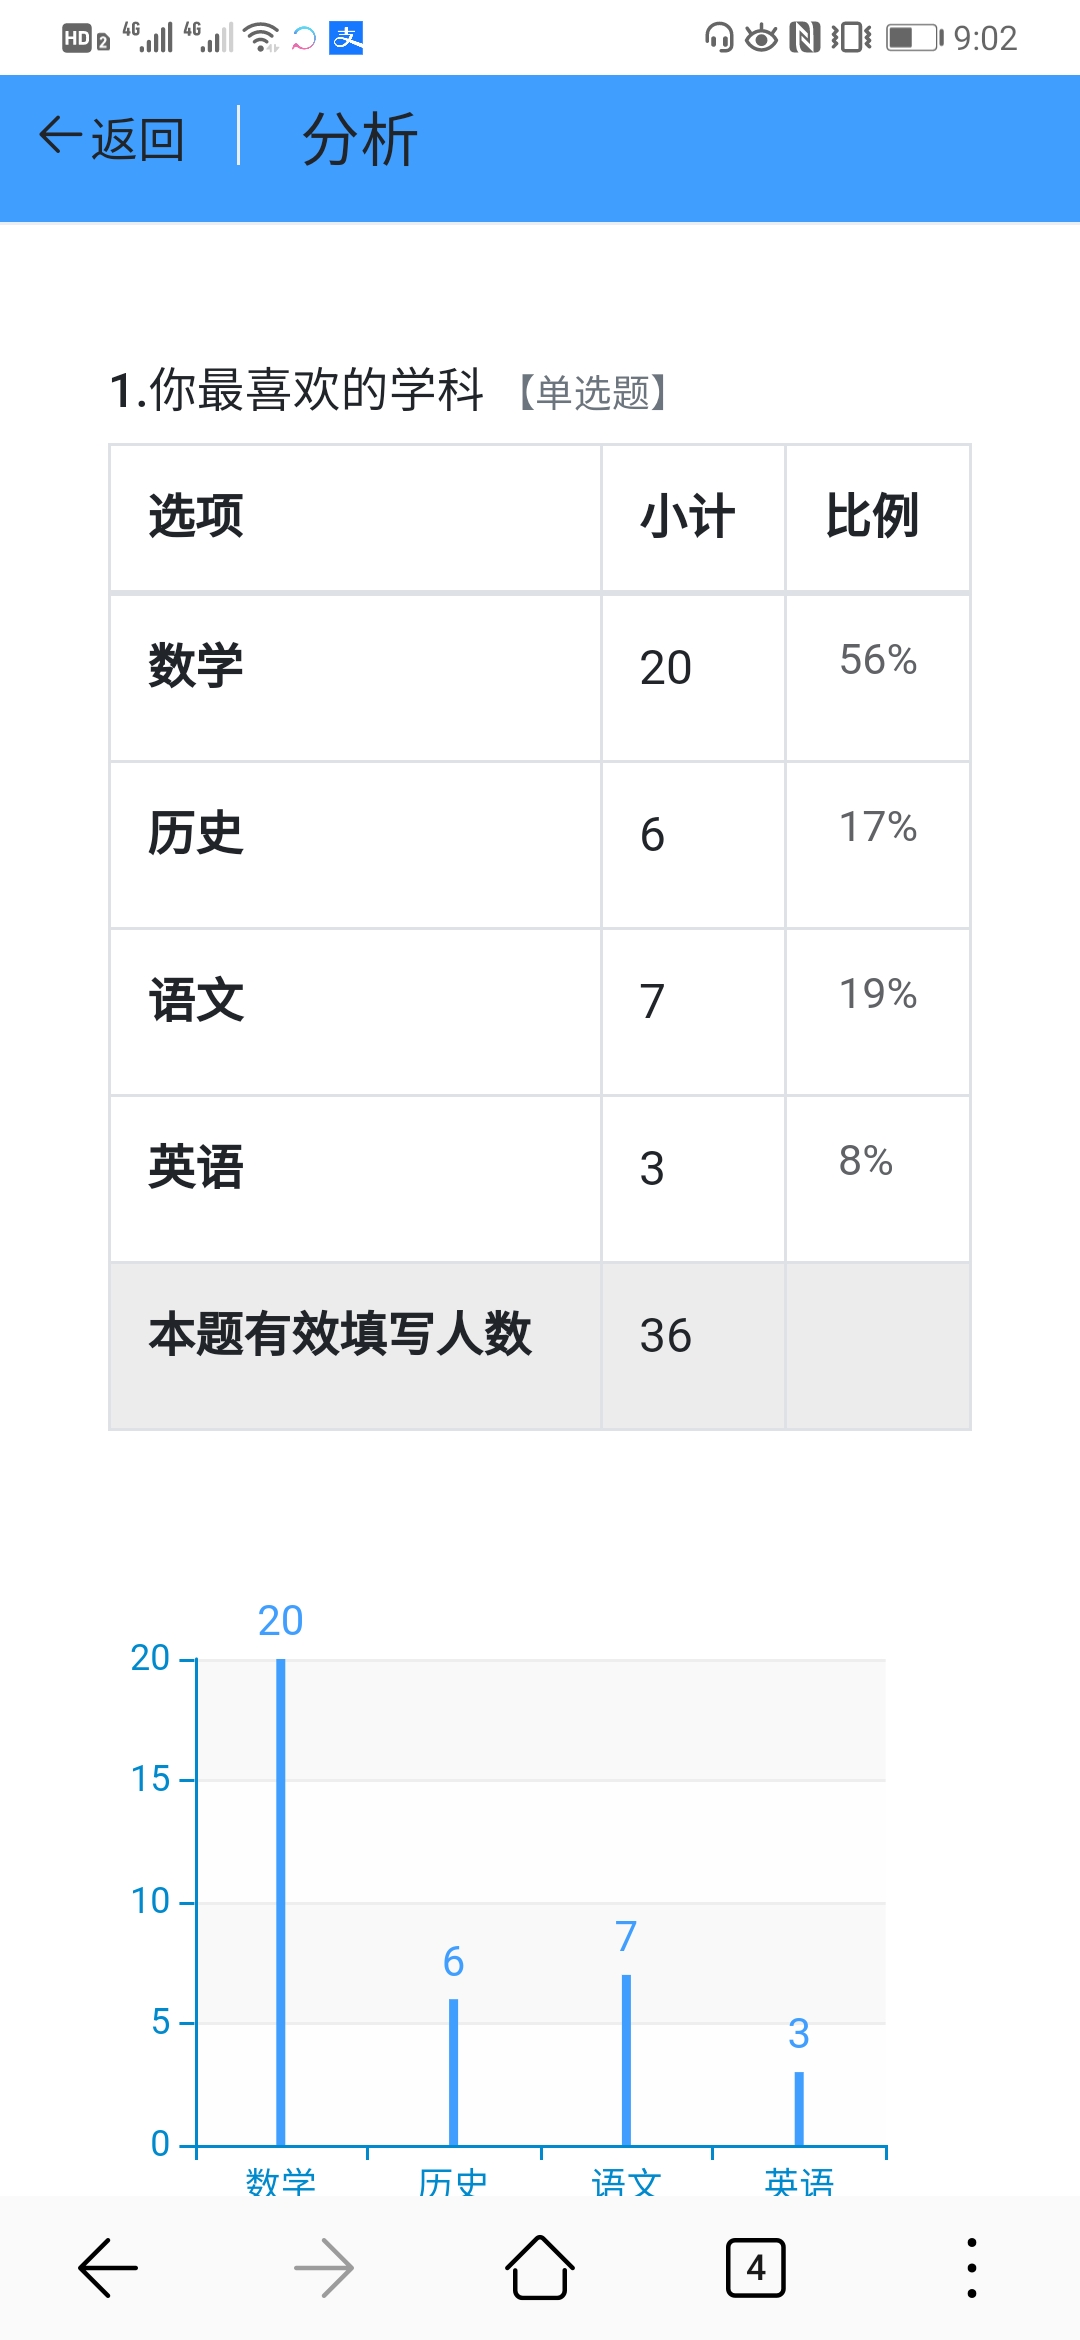 HD 2 4G 4G 支 9:02
返回 分析
1.你最喜欢的学科 【单选题】
选项 小计 比例
数学 20 56%
历史 6 17%
语文 7 19%
英语 3 8%
本题有效填写人数 36
20
20
15
10
7
6
5
3
0
数学 历史 语文 英语
4